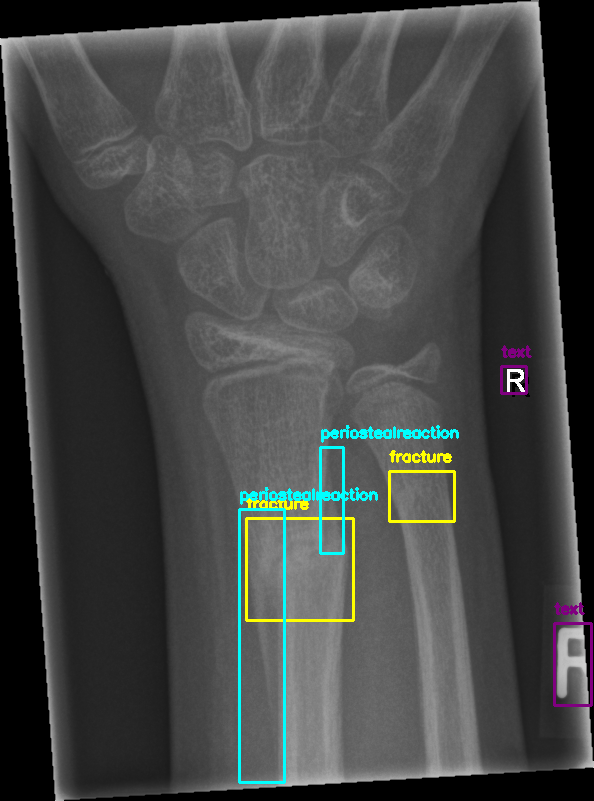 text
R
periostealreaction
fracture
periostealreaction
fracture
text